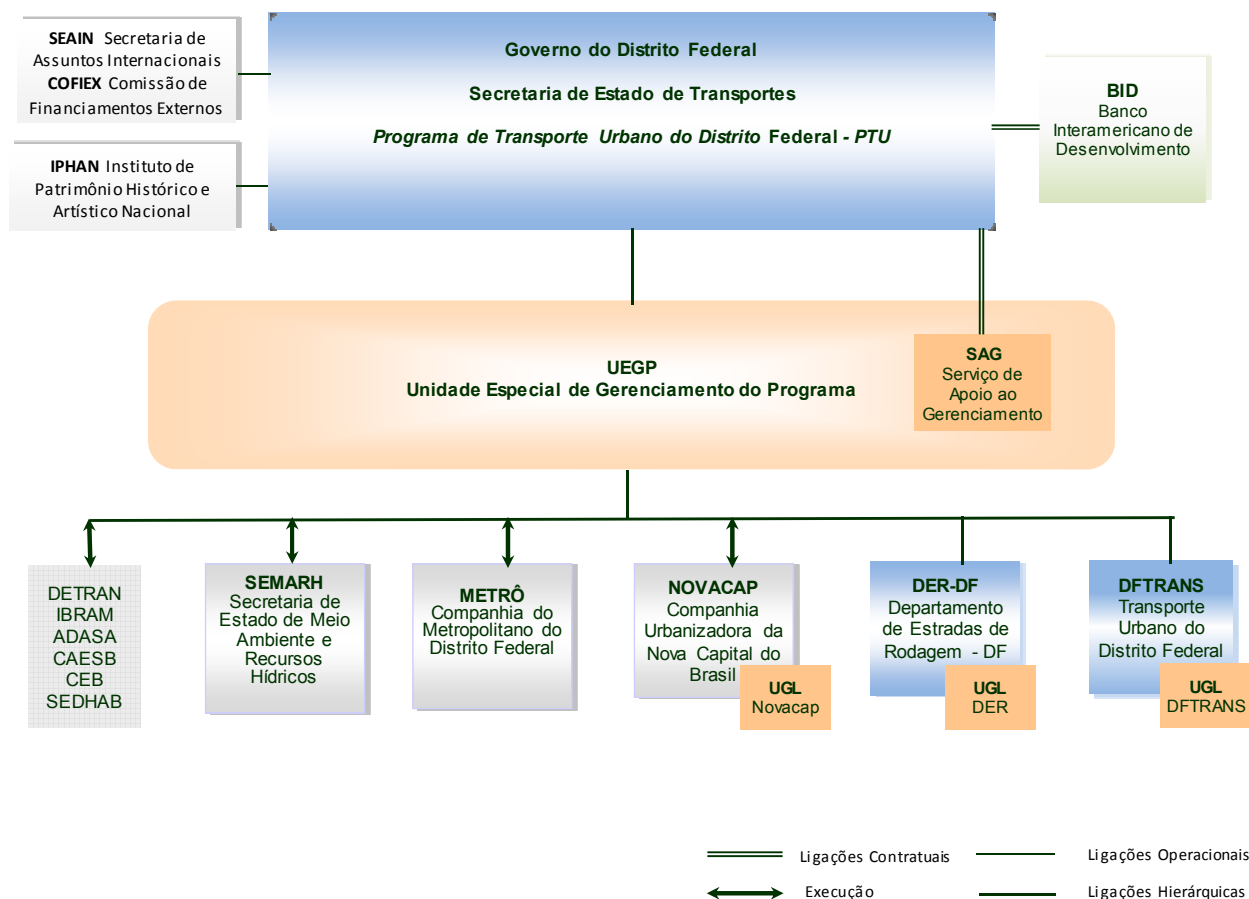 SEAIN Secretaria de
Assuntos Internacionais
COFIEX Comissão de
Financiamentos Externos
IPHAN Instituto de
Patrimônio Histórico e
Artístico Nacional
Governo do Distrito Federal
Secretaria de Estado de Transportes
Programa de Transporte Urbano do Distrito Federal - PTU
BID
Banco
Interamericano de
Desenvolvimento
UEGP
Unidade Especial de Gerenciamento do Programa
SAG
Serviço de
Apoio ao
Gerenciamento
DETRAN
IBRAM
ADASA
CAESB
CEB
SEDHAB
SEMARH
Secretaria de
Estado de Meio
Ambiente e
Recursos
Hídricos
METRÔ
Companhia do
Metropolitano do
Distrito Federal
NOVACAP
Companhia
Urbanizadora da
Nova Capital do
Brasil
UGL
Novacap
DER-DF
Departamento
de Estradas de
Rodagem - DF
UGL
DER
DFTRANS
Transporte
Urbano do
Distrito Federal
UGL
DFTRANS
Ligações Contratuais
Ligações Operacionais
Execução
Ligações Hierárquicas